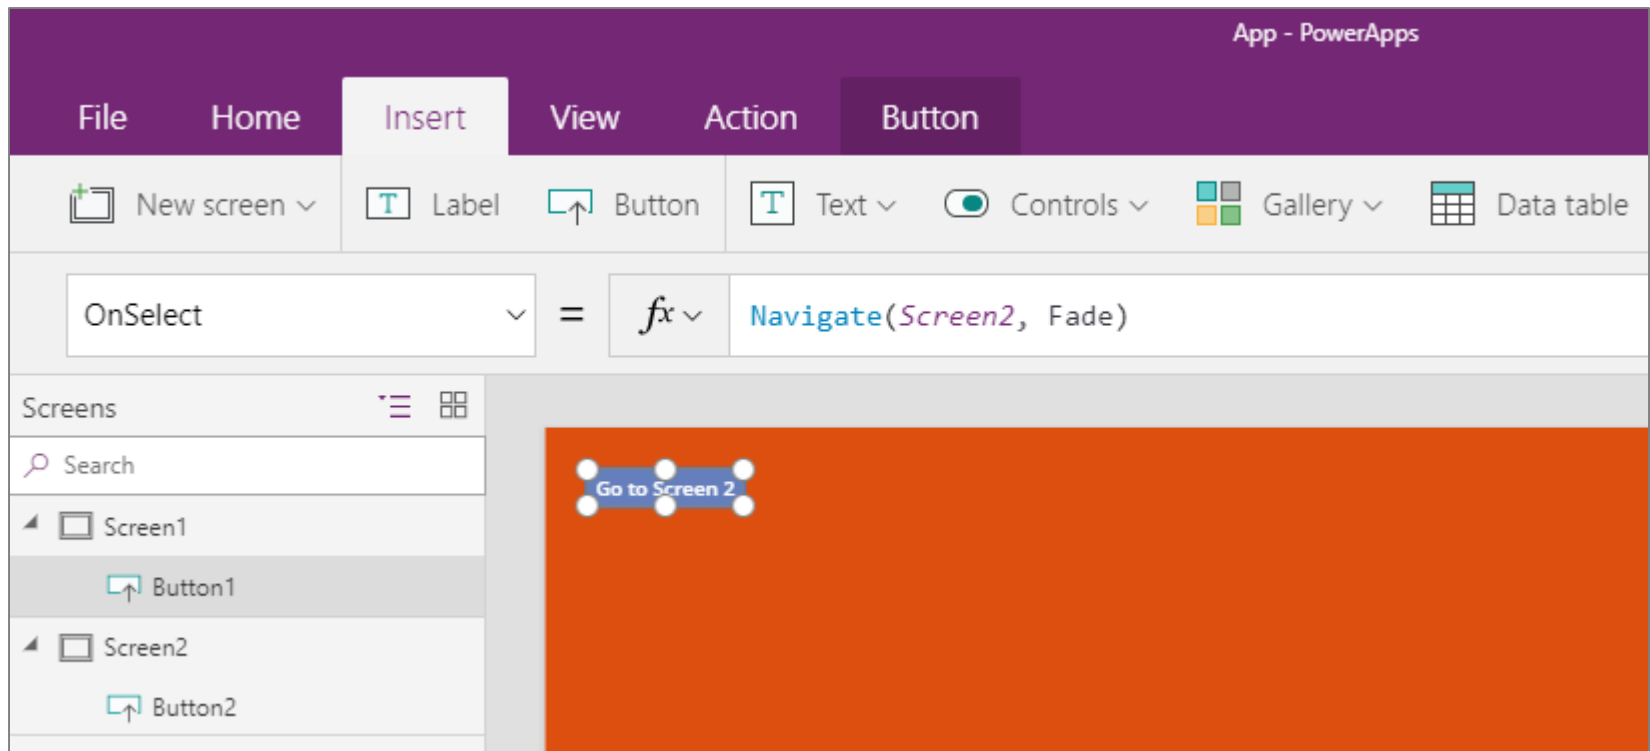 App - PowerApps
File Home Insert View Action Button
New screen Label Button Text Controls Gallery Data table
OnSelect = fx Navigate(Screen2, Fade)
Screens
Search
Go to Screen 2
Screen1
Button1
Screen2
Button2